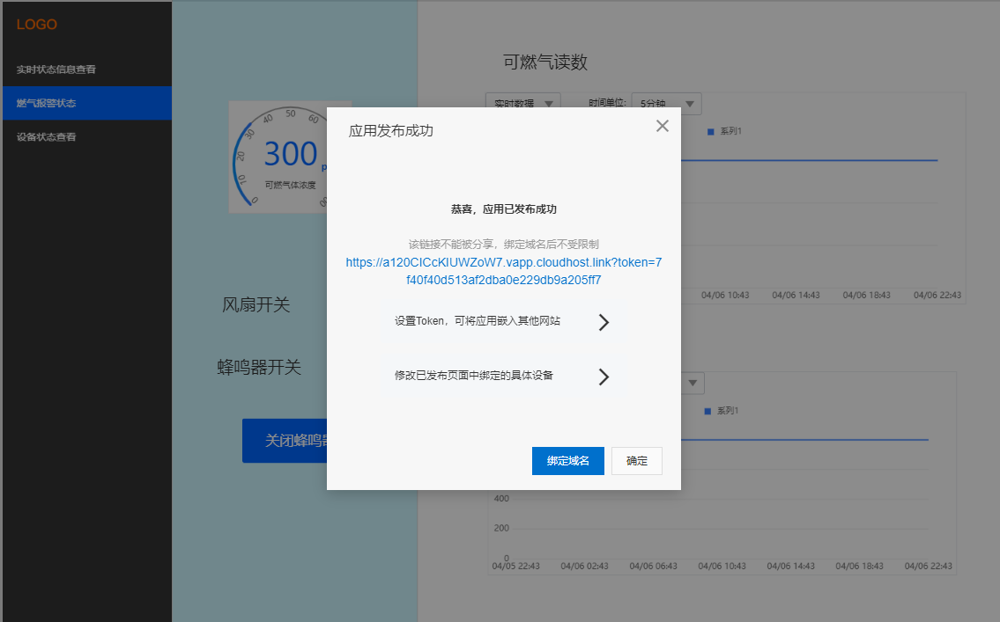 LOGO
实时状态信息查看
燃气报警状态
设备状态查看
0
10
20
30
40
50
60
300
可燃气体浓度
风扇开关
蜂鸣器开关
可燃气读数
实时数据
时间单位:
5分钟
系列1
04/06 10:43
04/06 14:43
04/06 18:43
04/06 22:43
应用发布成功
恭喜，应用已发布成功
该链接不能被分享，绑定域名后不受限制
https://a120CICcKIUWZoW7.vapp.cloudhost.link?token=7
f40f40d513af2dba0e229db9a205ff7
设置Token，可将应用嵌入其他网站
修改已发布页面中绑定的具体设备
绑定域名
确定
关闭蜂鸣器
系列1
400
200
0
04/05 22:43
04/06 02:43
04/06 06:43
04/06 10:43
04/06 14:43
04/06 18:43
04/06 22:43